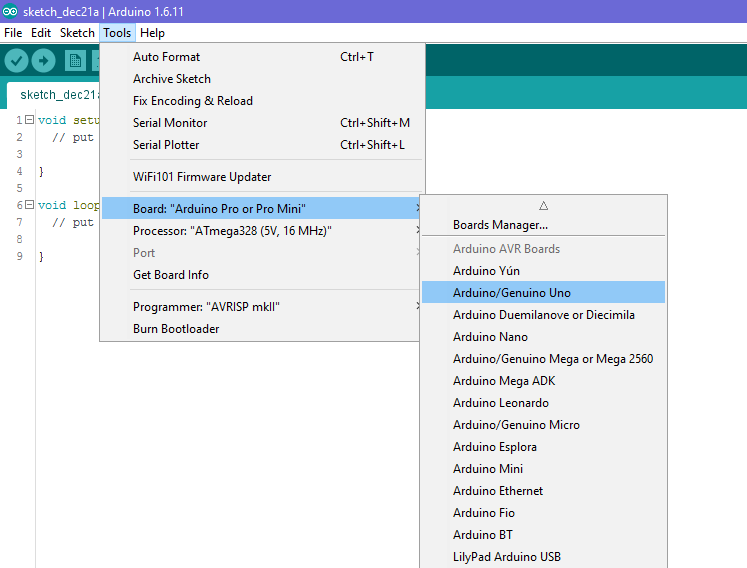 sketch_dec21a | Arduino 1.6.11
File Edit Sketch Tools Help
sketch_dec21a
1 void setu
2 // put
3
4 }
5
6 void loop
7 // put
8
9 }
Auto Format Ctrl+T
Archive Sketch
Fix Encoding & Reload
Serial Monitor Ctrl+Shift+M
Serial Plotter Ctrl+Shift+L
WiFi101 Firmware Updater
Board: "Arduino Pro or Pro Mini"
Processor: "ATmega328 (5V, 16 MHz)"
Port
Get Board Info
Programmer: "AVRISP mkII"
Burn Bootloader
Boards Manager...
Arduino AVR Boards
Arduino Yún
Arduino/Genuino Uno
Arduino Duemilanove or Diecimila
Arduino Nano
Arduino/Genuino Mega or Mega 2560
Arduino Mega ADK
Arduino Leonardo
Arduino/Genuino Micro
Arduino Esplora
Arduino Mini
Arduino Ethernet
Arduino Fio
Arduino BT
LilyPad Arduino USB